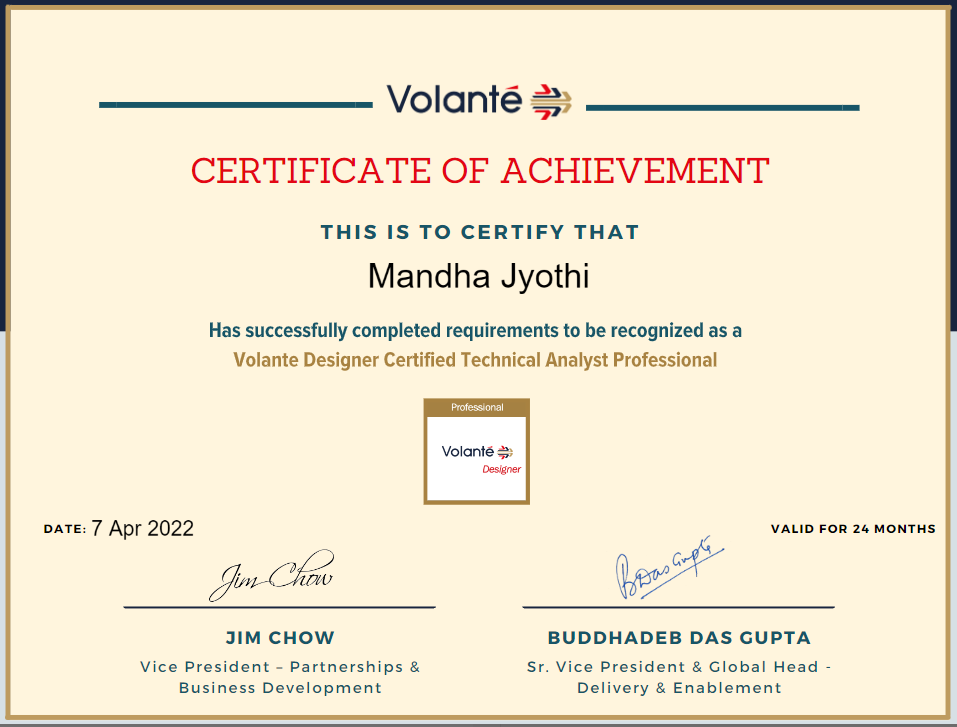 Volanté
CERTIFICATE OF ACHIEVEMENT
THIS IS TO CERTIFY THAT
Mandha Jyothi
Has successfully completed requirements to be recognized as a
Volante Designer Certified Technical Analyst Professional
Professional
Volanté
Designer
DATE: 7 Apr 2022
VALID FOR 24 MONTHS
Jim Chow
B Das Gupta
JIM CHOW
Vice President – Partnerships &
Business Development
BUDDHADEB DAS GUPTA
Sr. Vice President & Global Head -
Delivery & Enablement